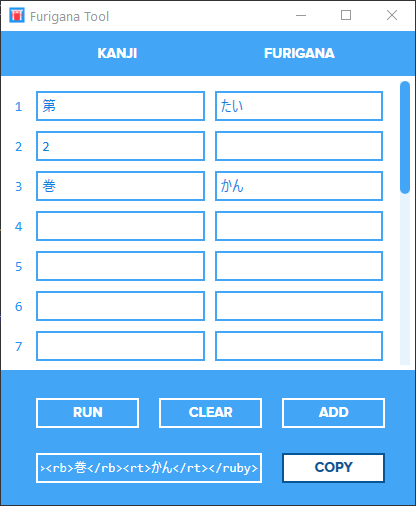 Furigana Tool
KANJI FURIGANA
1 第 たい
2 2
3 巻 かん
4
5
6
7
RUN CLEAR ADD
><rb>巻</rb><rt>かん</rt></ruby> COPY